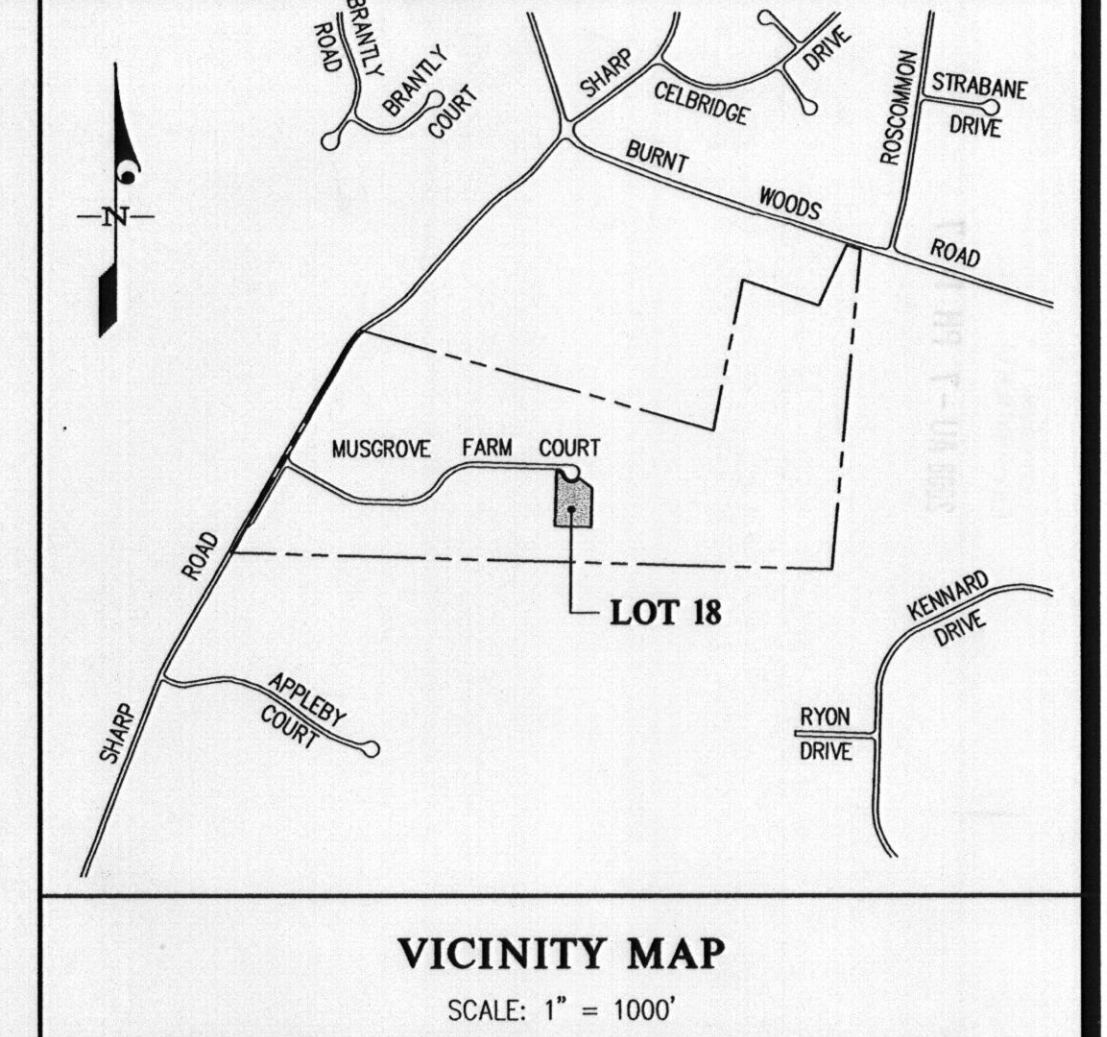 BRANTLY
ROAD
BRANTLY
COURT
SHARP
CELBRIDGE
DRIVE
ROSCOMMON
STRABANE
DRIVE
BURNT
WOODS
ROAD
N
MUSGROVE FARM COURT
ROAD
LOT 18
KENNARD
DRIVE
APPLEBY
COURT
SHARP
RYON
DRIVE
VICINITY MAP
SCALE: 1" = 1000'